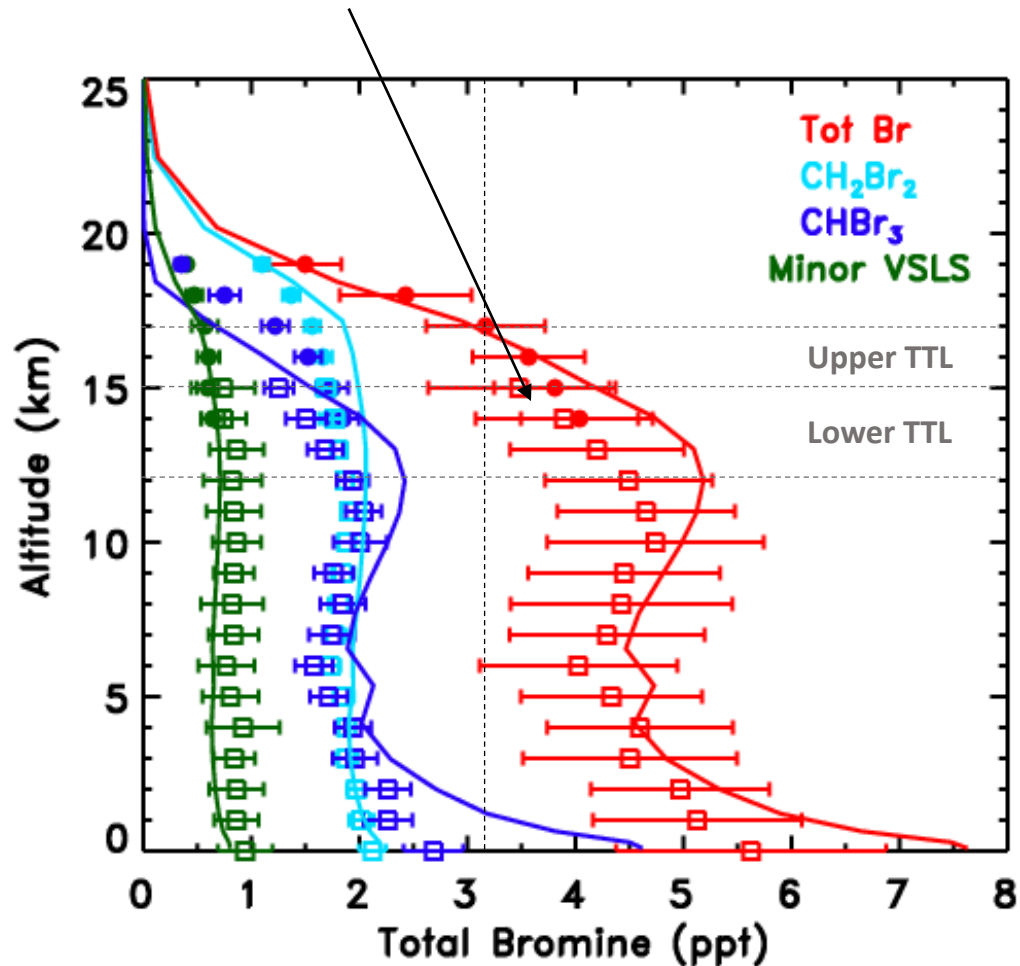 25
20
15
10
5
0
Altitude (km)
Tot Br
CH₂Br₂
CHBr₃
Minor VSLS
Upper TTL
Lower TTL
0 1 2 3 4 5 6 7 8
Total Bromine (ppt)